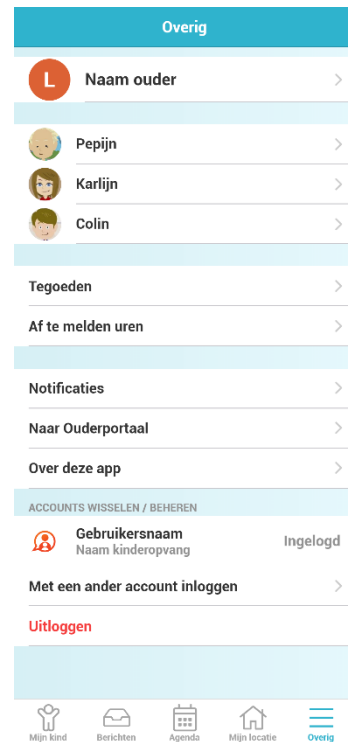 Overig
L
Naam ouder
Pepijn
Karlijn
Colin
Tegoeden
Af te melden uren
Notificaties
Naar Ouderportaal
Over deze app
ACCOUNTS WISSELEN / BEHEREN
Gebruikersnaam
Naam kinderopvang
Ingelogd
Met een ander account inloggen
Uitloggen
Mijn kind
Berichten
Agenda
Mijn locatie
Overig